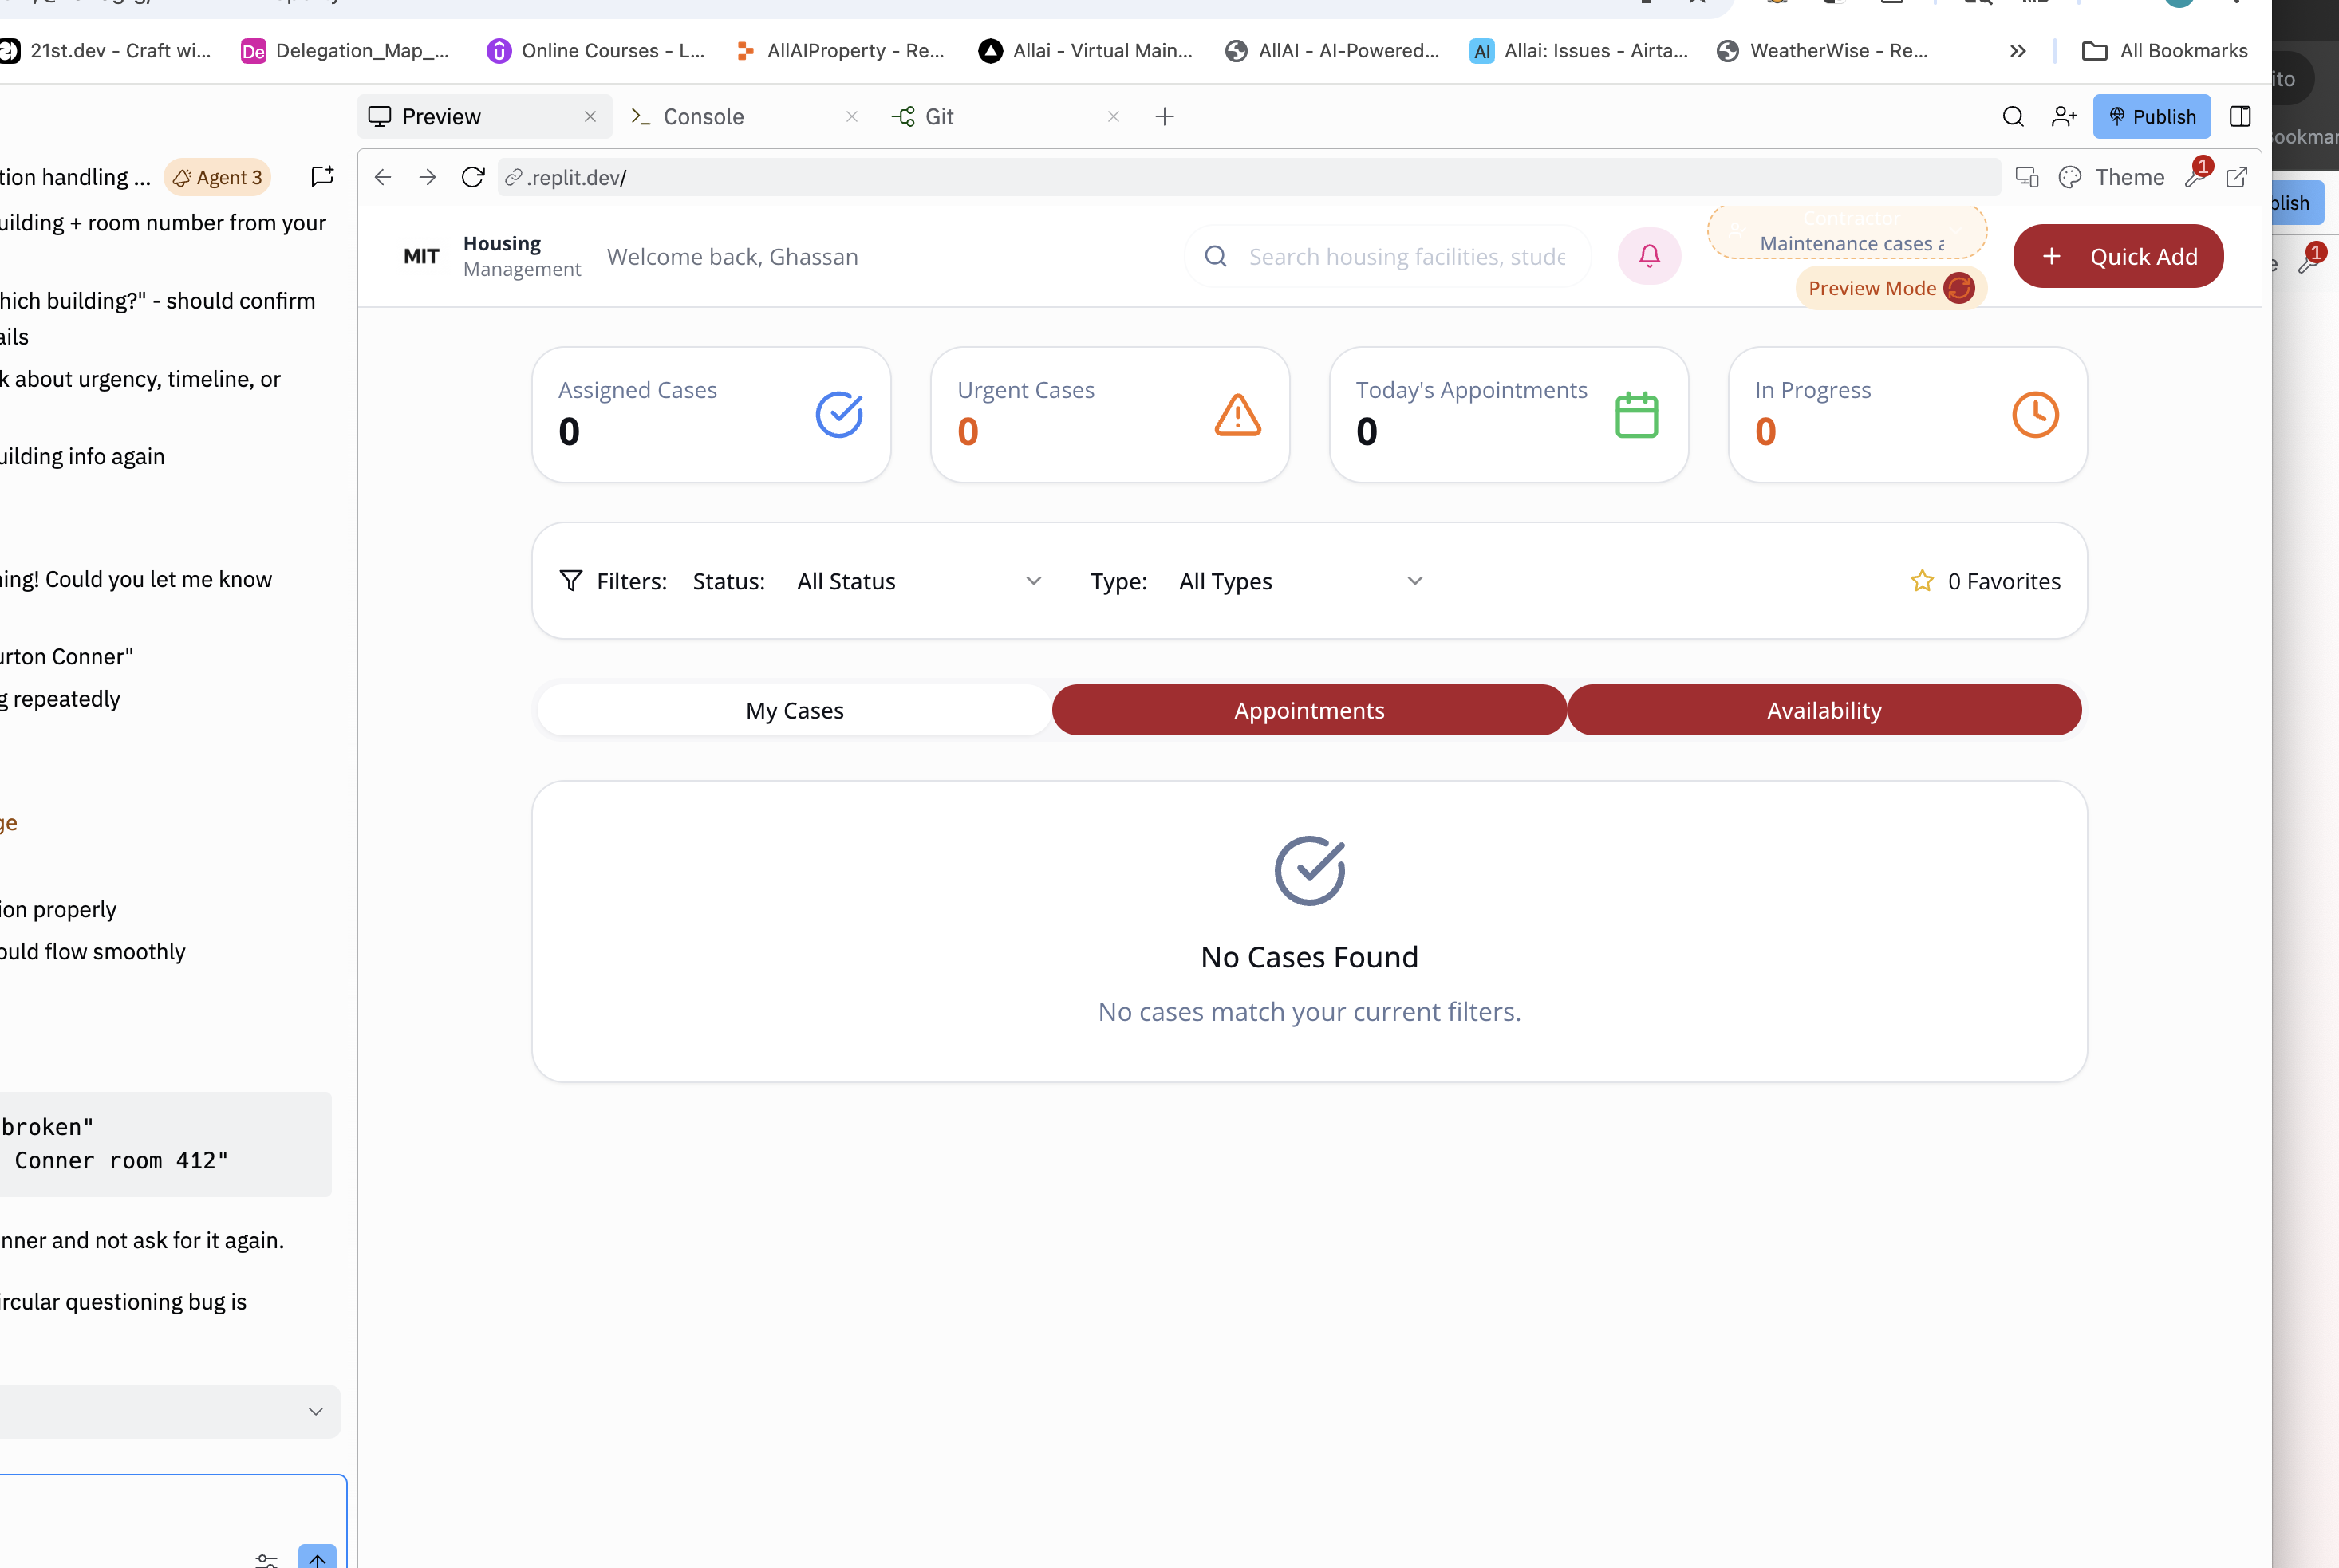 21st.dev - Craft wi...
De
Delegation_Map_...
Online Courses - L...
AllAIProperty - Re...
Allai - Virtual Main...
AllAI - AI-Powered...
AI
Allai: Issues - Airta...
WeatherWise - Re...
All Bookmarks
ito
Preview
Console
Git
Publish
tion handling ...
Agent 3
.replit.dev/
Theme
1
blish
1
uilding + room number from your
hich building?" - should confirm
ails
k about urgency, timeline, or
uilding info again
ning! Could you let me know
urton Conner"
g repeatedly
ge
ion properly
ould flow smoothly
broken"
Conner room 412"
nner and not ask for it again.
ircular questioning bug is
MIT
Housing
Management
Welcome back, Ghassan
Search housing facilities, stude
Contractor
Maintenance cases a
Preview Mode
+ Quick Add
Assigned Cases
0
Urgent Cases
0
Today's Appointments
0
In Progress
0
Filters: Status: All Status Type: All Types
0 Favorites
My Cases
Appointments
Availability
No Cases Found
No cases match your current filters.